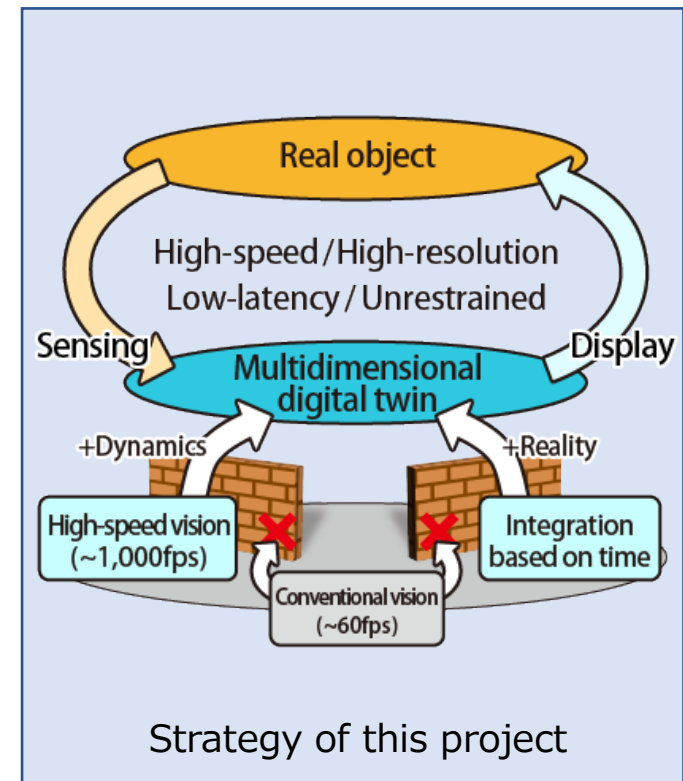 Real object
High-speed/High-resolution
Low-latency/Unrestrained
Sensing
Display
Multidimensional
digital twin
+Dynamics
+Reality
High-speed vision
(~1,000fps)
Integration
based on time
Conventional vision
(~60fps)
Strategy of this project